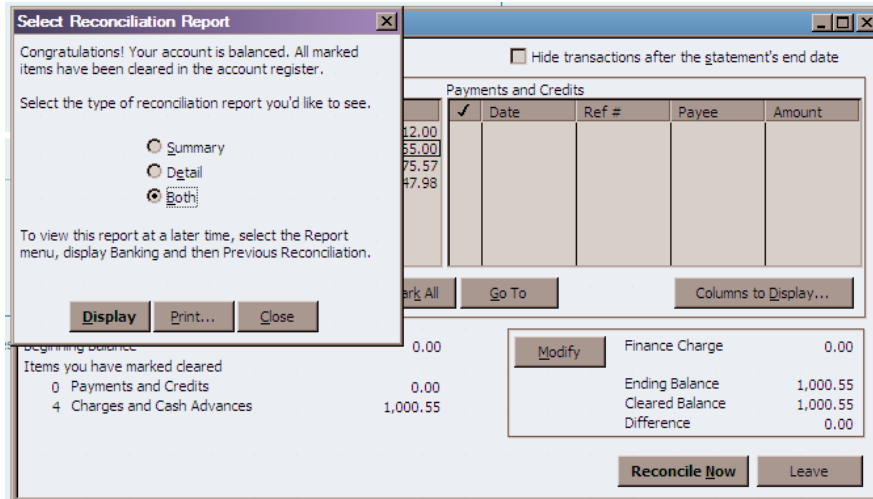 Select Reconciliation Report
Congratulations! Your account is balanced. All marked
items have been cleared in the account register.
Select the type of reconciliation report you'd like to see.
Summary
Detail
Both
To view this report at a later time, select the Report
menu, display Banking and then Previous Reconciliation.
Display Print... Close
Hide transactions after the statement's end date
Payments and Credits
Date Ref # Payee Amount
12.00
55.00
75.57
47.98
Go To Columns to Display...
Beginning Balance 0.00
Items you have marked cleared
0 Payments and Credits 0.00
4 Charges and Cash Advances 1,000.55
Modify Finance Charge 0.00
Ending Balance 1,000.55
Cleared Balance 1,000.55
Difference 0.00
Reconcile Now Leave